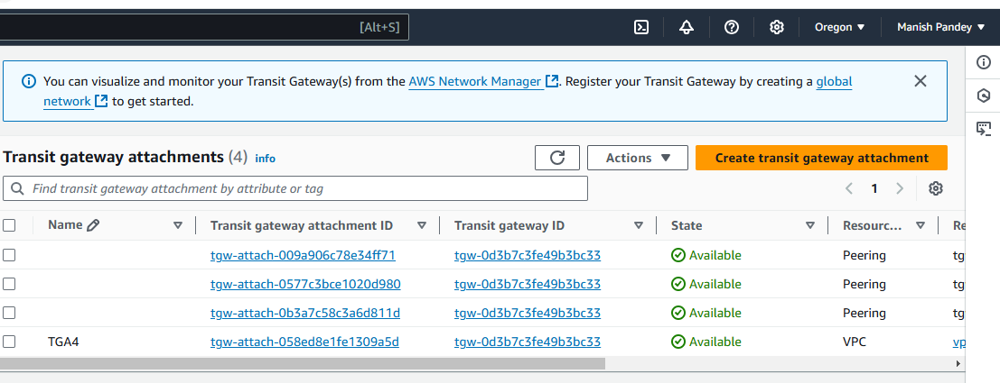 [Alt+S] Oregon Manish Pandey
You can visualize and monitor your Transit Gateway(s) from the AWS Network Manager. Register your Transit Gateway by creating a global
network to get started.
Transit gateway attachments (4) info Actions Create transit gateway attachment
Find transit gateway attachment by attribute or tag 1
Name Transit gateway attachment ID Transit gateway ID State Resourc... Re
tgw-attach-009a906c78e34ff71 tgw-0d3b7c3fe49b3bc33 Available Peering tg
tgw-attach-0577c3bce1020d980 tgw-0d3b7c3fe49b3bc33 Available Peering tg
tgw-attach-0b3a7c58c3a6d811d tgw-0d3b7c3fe49b3bc33 Available Peering tg
TGA4 tgw-attach-058ed8e1fe1309a5d tgw-0d3b7c3fe49b3bc33 Available VPC vp